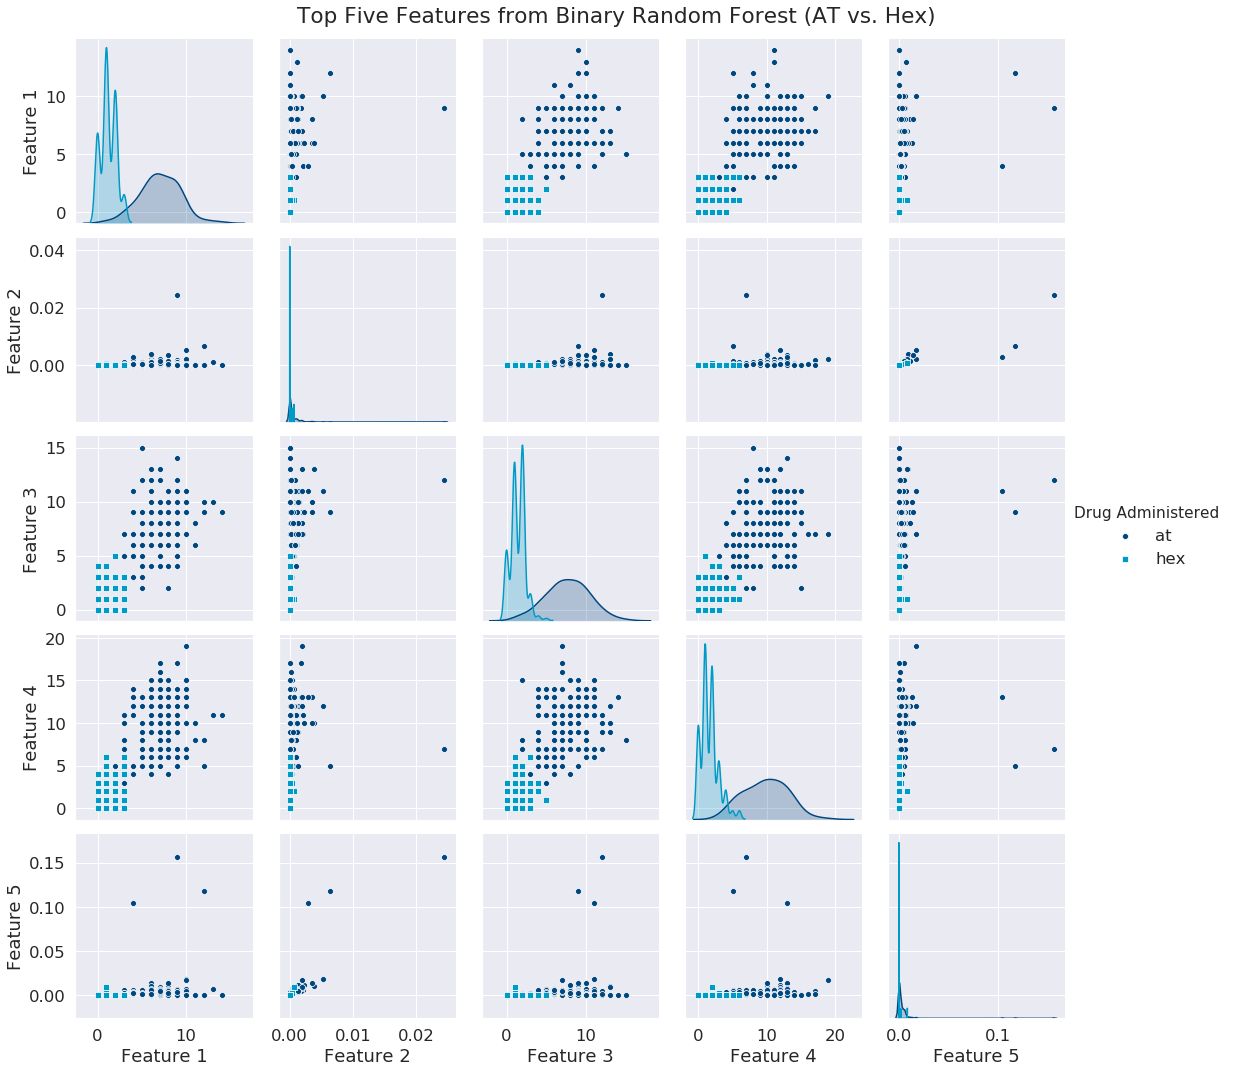 Top Five Features from Binary Random Forest (AT vs. Hex)
Feature 1
10
5
0
Feature 2
0.04
0.02
0.00
Feature 3
15
10
5
0
Drug Administered
at
hex
Feature 4
20
15
10
5
0
Feature 5
0.15
0.10
0.05
0.00
0 10
0.00 0.02
0 10
0 10 20
0.0 0.1
Feature 1 Feature 2 Feature 3 Feature 4 Feature 5